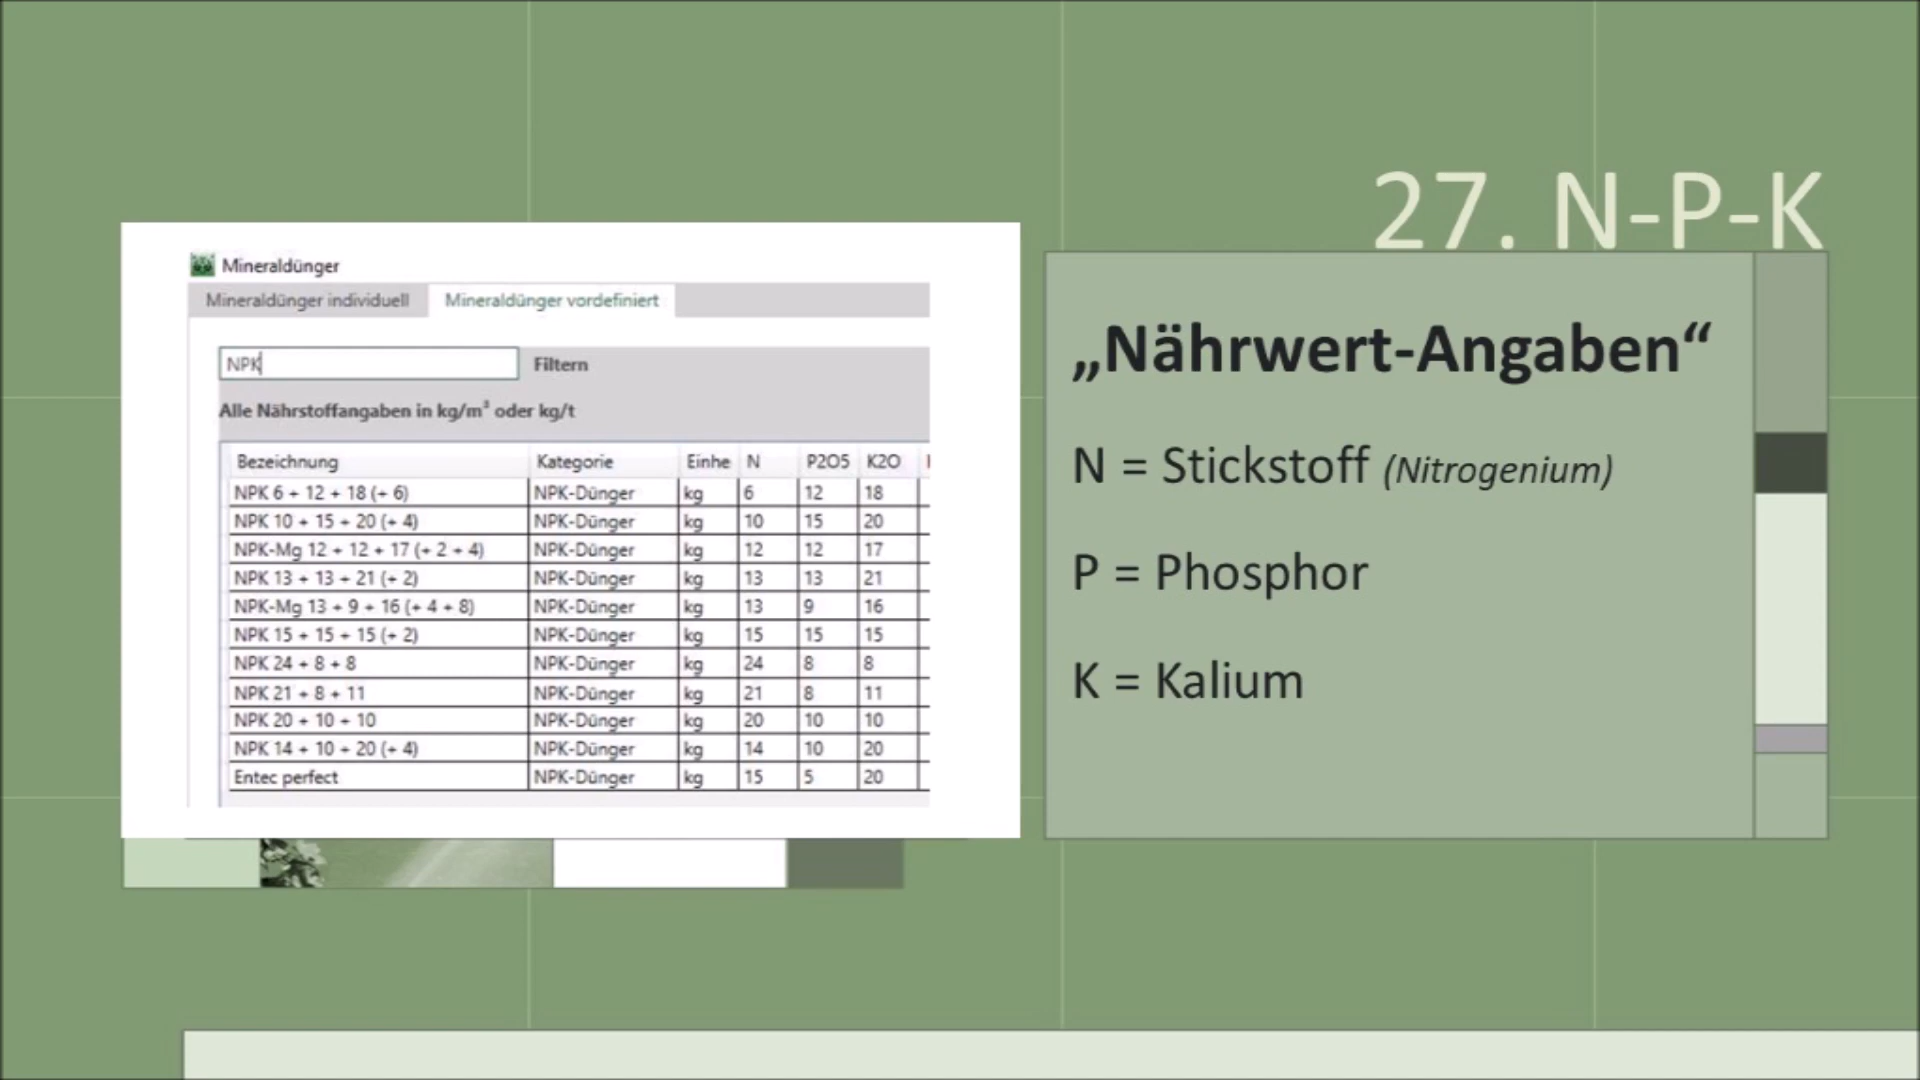 27. N-P-K
Mineraldünger
Mineraldünger individuell Mineraldünger vordefiniert
NPK Filtern
Alle Nährstoffangaben in kg/m³ oder kg/t
Bezeichnung Kategorie Einhe N P2O5 K2O
NPK 6 + 12 + 18 (+ 6) NPK-Dünger kg 6 12 18
NPK 10 + 15 + 20 (+ 4) NPK-Dünger kg 10 15 20
NPK-Mg 12 + 12 + 17 (+ 2 + 4) NPK-Dünger kg 12 12 17
NPK 13 + 13 + 21 (+ 2) NPK-Dünger kg 13 13 21
NPK-Mg 13 + 9 + 16 (+ 4 + 8) NPK-Dünger kg 13 9 16
NPK 15 + 15 + 15 (+ 2) NPK-Dünger kg 15 15 15
NPK 24 + 8 + 8 NPK-Dünger kg 24 8 8
NPK 21 + 8 + 11 NPK-Dünger kg 21 8 11
NPK 20 + 10 + 10 NPK-Dünger kg 20 10 10
NPK 14 + 10 + 20 (+ 4) NPK-Dünger kg 14 10 20
Entec perfect NPK-Dünger kg 15 5 20
„Nährwert-Angaben“
N = Stickstoff (Nitrogenium)
P = Phosphor
K = Kalium